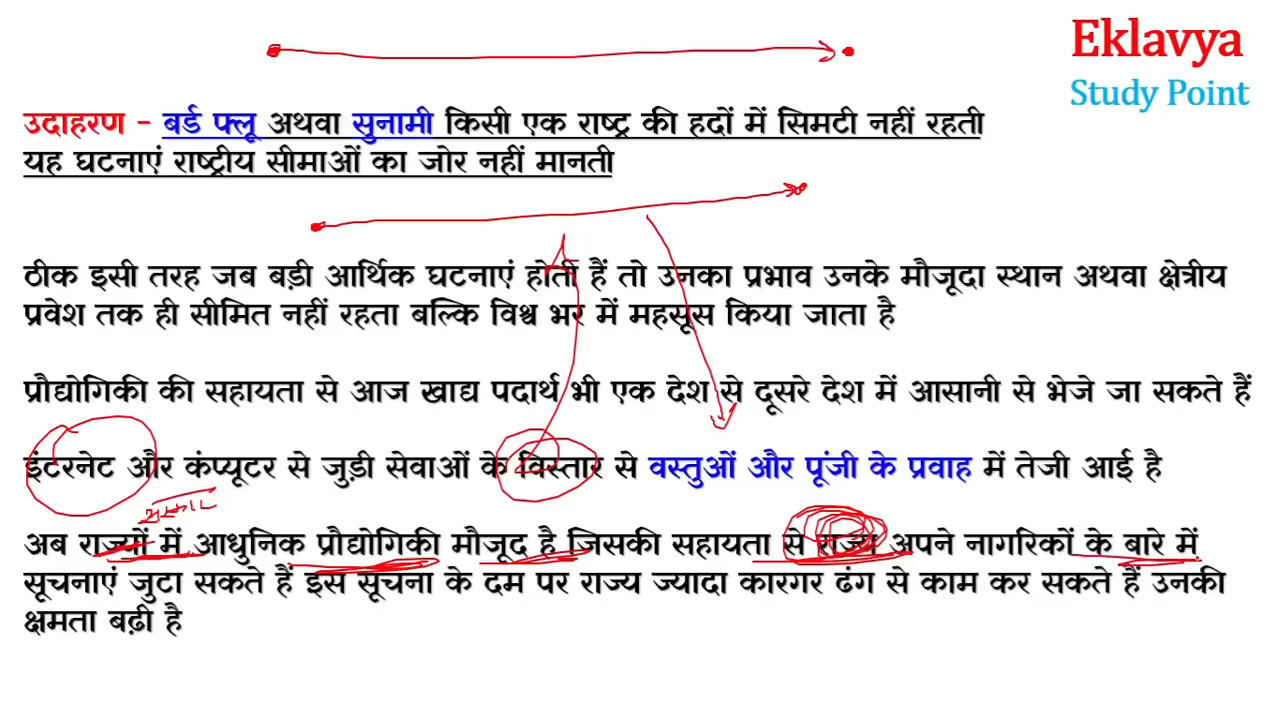 Eklavya
Study Point
उदाहरण - बर्ड फ्लू अथवा सुनामी किसी एक राष्ट्र की हदों में सिमटी नहीं रहती
यह घटनाएं राष्ट्रीय सीमाओं का जोर नहीं मानती
ठीक इसी तरह जब बड़ी आर्थिक घटनाएं होती हैं तो उनका प्रभाव उनके मौजूदा स्थान अथवा क्षेत्रीय
प्रवेश तक ही सीमित नहीं रहता बल्कि विश्व भर में महसूस किया जाता है
प्रौद्योगिकी की सहायता से आज खाद्य पदार्थ भी एक देश से दूसरे देश में आसानी से भेजे जा सकते हैं
इंटरनेट और कंप्यूटर से जुड़ी सेवाओं के विस्तार से वस्तुओं और पूंजी के प्रवाह में तेजी आई है
अब राज्यों में आधुनिक प्रौद्योगिकी मौजूद है जिसकी सहायता से राज्य अपने नागरिकों के बारे में
सूचनाएं जुटा सकते हैं इस सूचना के दम पर राज्य ज्यादा कारगर ढंग से काम कर सकते हैं उनकी
क्षमता बढ़ी है